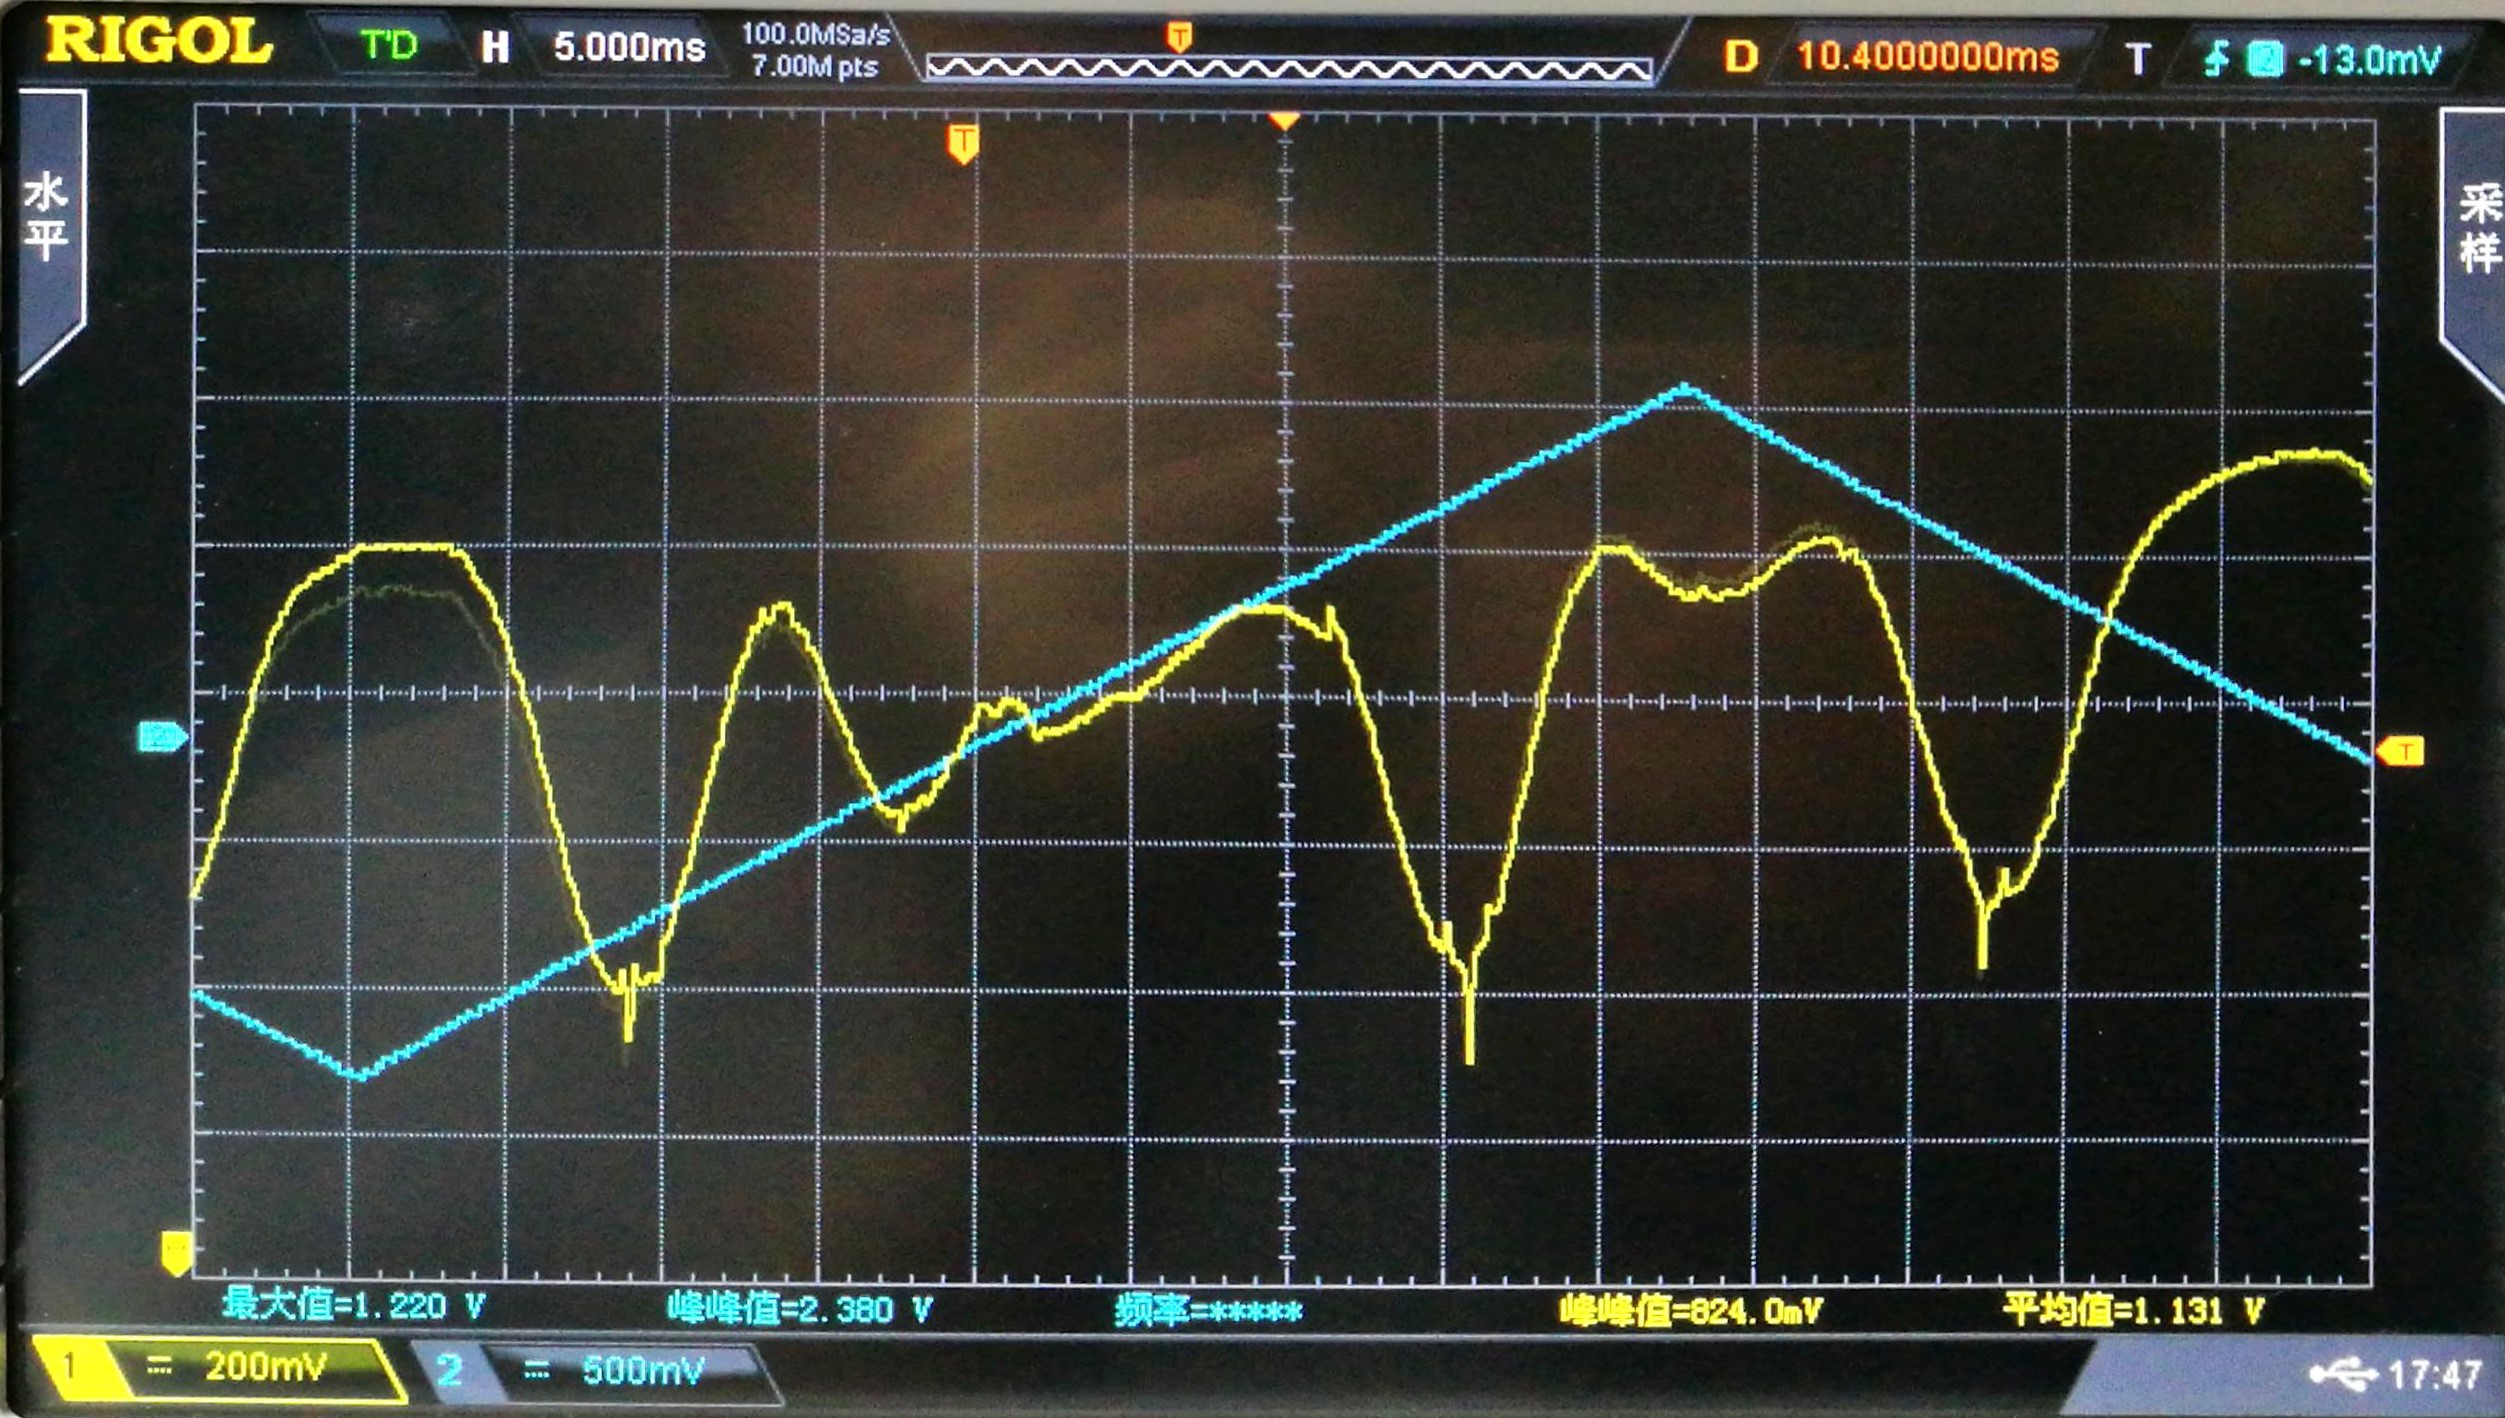 RIGOL T'D H 5.000ms 100.0MSa/s D 10.4000000ms T 2 -13.0mV
7.00M pts
T
T
水平
采样
T
最大值=1.220 V 峰峰值=2.380 V 频率=***** 峰峰值=824.0mV 平均值=1.131 V
1 200mV 2 500mV 17:47